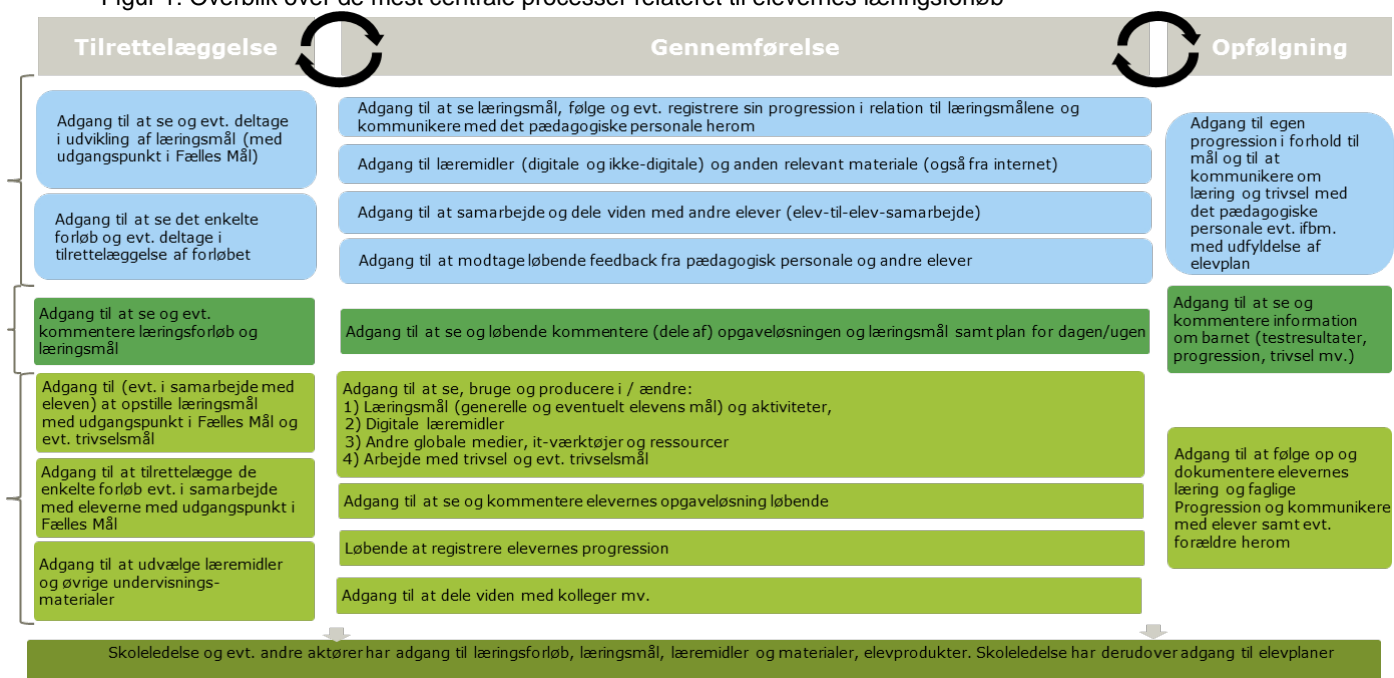 Figur 1: Overblik over de mest centrale processer relateret til elevernes læringsforløb
Tilrettelæggelse
Gennemførelse
Opfølgning
Adgang til at se og evt. deltage
i udvikling af læringsmål (med
udgangspunkt i Fælles Mål)
Adgang til at se det enkelte
forløb og evt. deltage i
tilrettelæggelse af forløbet
Adgang til at se læringsmål, følge og evt. registrere sin progression i relation til læringsmålene og
kommunikere med det pædagogiske personale herom
Adgang til læremidler (digitale og ikke-digitale) og anden relevant materiale (også fra internet)
Adgang til at samarbejde og dele viden med andre elever (elev-til-elev-samarbejde)
Adgang til at modtage løbende feedback fra pædagogisk personale og andre elever
Adgang til egen
progression i forhold til
mål og til at
kommunikere om
læring og trivsel med
det pædagogiske
personale evt. ifbm.
med udfyldelse af
elevplan
Adgang til at se og evt.
kommentere læringsforløb og
læringsmål
Adgang til at se og løbende kommentere (dele af) opgaveløsningen og læringsmål samt plan for dagen/ugen
Adgang til at se og
kommentere information
om barnet (testresultater,
progression, trivsel mv.)
Adgang til (evt. i samarbejde med
eleven) at opstille læringsmål
med udgangspunkt i Fælles Mål og
evt. trivselsmål
Adgang til at tilrettelægge de
enkelte forløb evt. i samarbejde
med eleverne med udgangspunkt i
Fælles Mål
Adgang til at udvælge læremidler
og øvrige undervisnings-
materialer
Adgang til at se, bruge og producere i / ændre:
1) Læringsmål (generelle og eventuelt elevens mål) og aktiviteter,
2) Digitale læremidler
3) Andre globale medier, it-værktøjer og ressourcer
4) Arbejde med trivsel og evt. trivselsmål
Adgang til at se og kommentere elevernes opgaveløsning løbende
Løbende at registrere elevernes progression
Adgang til at dele viden med kolleger mv.
Adgang til at følge op og
dokumentere elevernes
læring og faglige
Progression og kommunikere
med elever samt evt.
forældre herom
Skoleledelse og evt. andre aktører har adgang til læringsforløb, læringsmål, læremidler og materialer, elevprodukter. Skoleledelse har derudover adgang til elevplaner